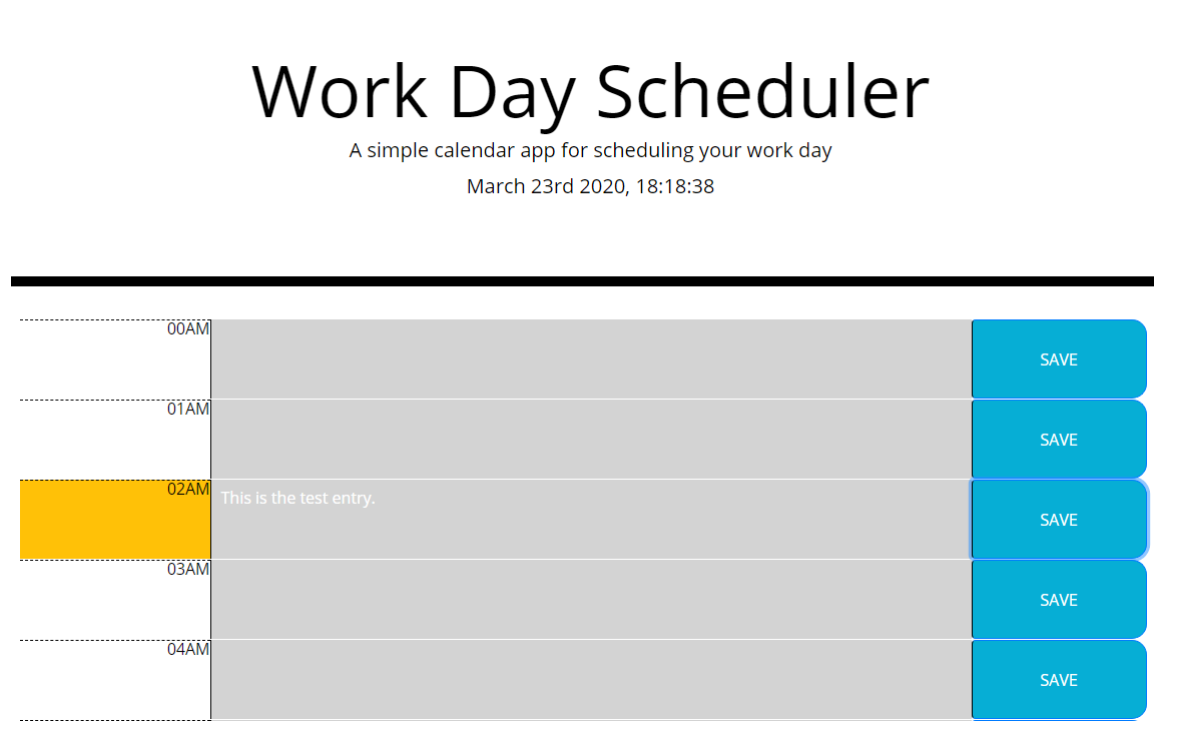 Work Day Scheduler
A simple calendar app for scheduling your work day
March 23rd 2020, 18:18:38
00AM
SAVE
01AM
SAVE
02AM
This is the test entry.
SAVE
03AM
SAVE
04AM
SAVE